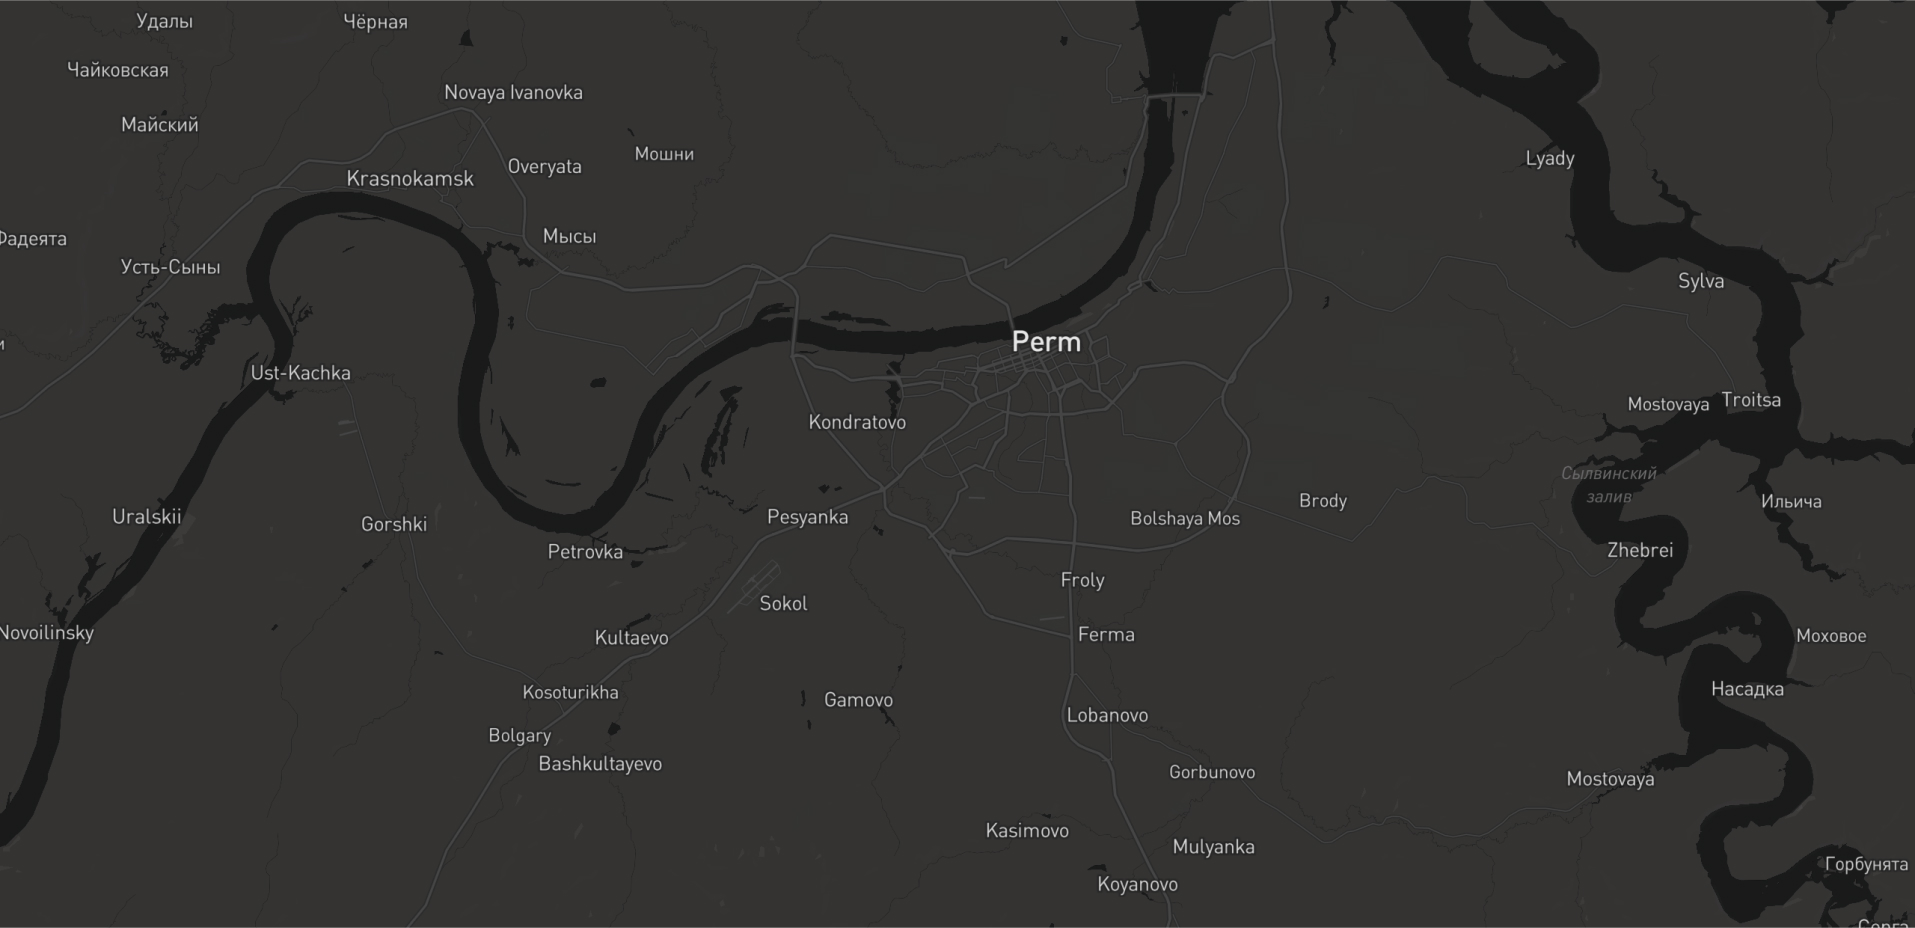 Удалы
Чёрная
Чайковская
Novaya Ivanovka
Майский
Мошни
Lyady
Overyata
Krasnokamsk
Мысы
Фадеята
Усть-Сыны
Sylva
Perm
Ust-Kachka
Mostovaya
Troitsa
Kondratovo
Сылвинский
залив
Brody
Ильича
Uralskii
Pesyanka
Bolshaya Mos
Gorshki
Petrovka
Zhebrei
Froly
Sokol
Novoilinsky
Kultaevo
Ferma
Моховое
Kosoturikha
Gamovo
Насадка
Lobanovo
Bolgary
Bashkultayevo
Gorbunovo
Mostovaya
Kasimovo
Mulyanka
Горбунята
Koyanovo